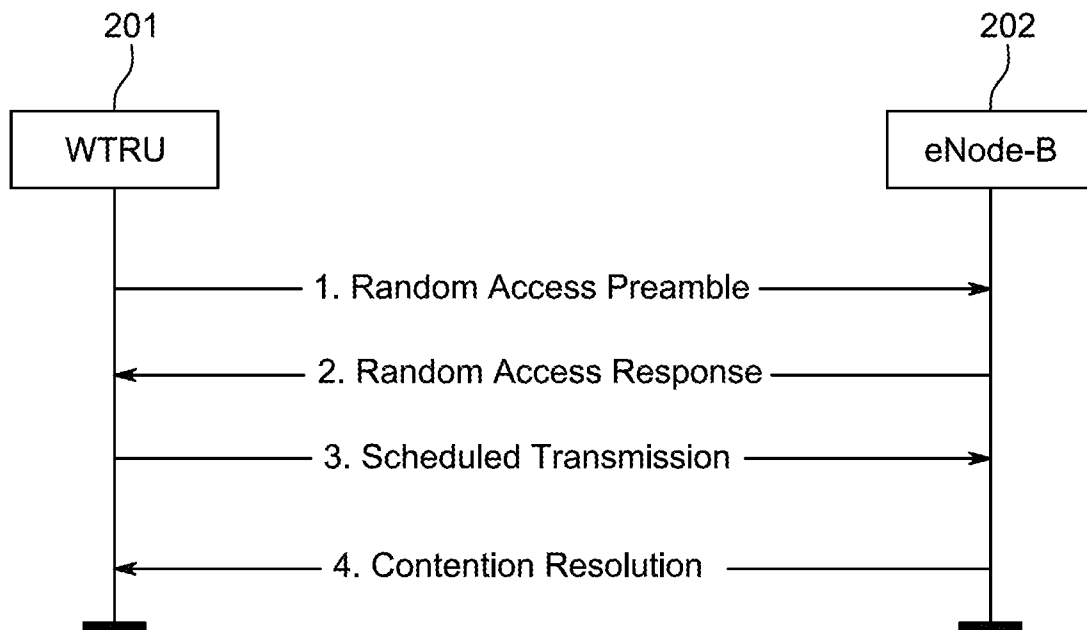 201
202
WTRU
eNode-B
1. Random Access Preamble
2. Random Access Response
3. Scheduled Transmission
4. Contention Resolution